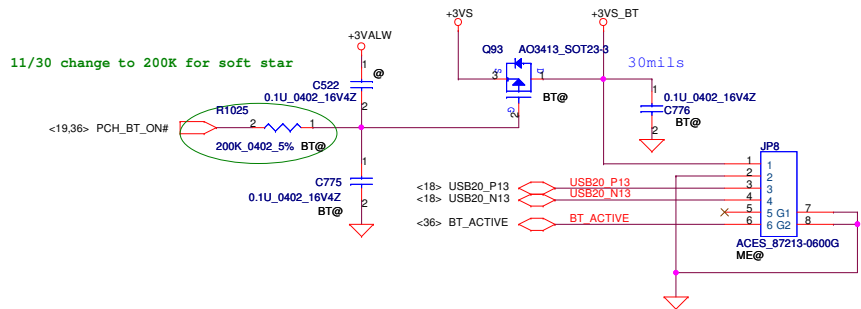 +3VS
+3VS_BT
+3VALW
Q93
AO3413_SOT23-3
11/30 change to 200K for soft star
30mils
1
@
3
S
D
1
BT@
G
2
1
0.1U_0402_16V4Z
C776
BT@
2
C522
0.1U_0402_16V4Z
2
R1025
<19,36> PCH_BT_ON#
2
1
200K_0402_5%
BT@
JP8
1
C775
0.1U_0402_16V4Z
2
BT@
<18> USB20_P13
USB20_P13
<18> USB20_N13
USB20_N13
<36> BT_ACTIVE
BT_ACTIVE
1 1
2 2
3 3
4 4
5 5 G1 7
6 6 G2 8
ACES_87213-0600G
ME@